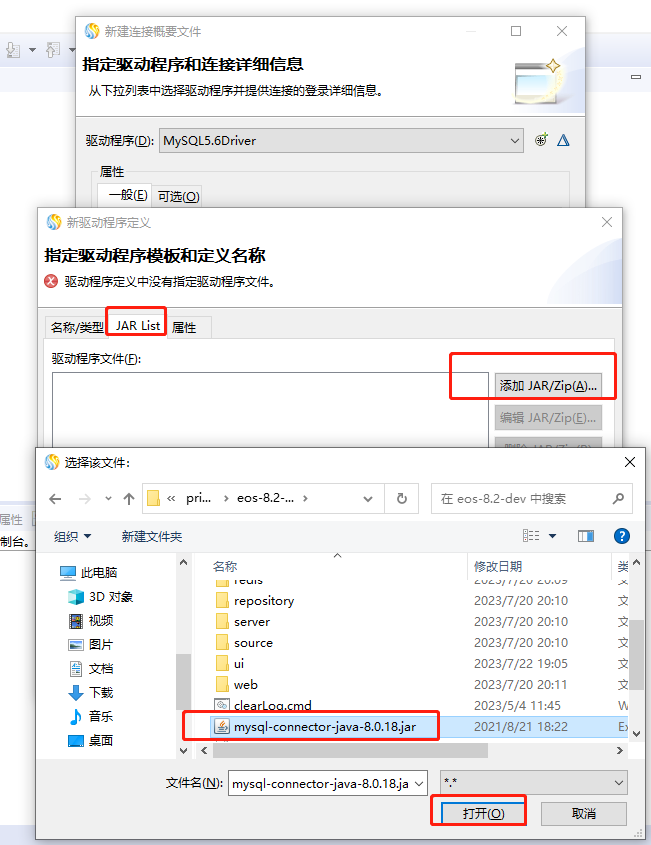 新建连接概要文件
指定驱动程序和连接详细信息
从下拉列表中选择驱动程序并提供连接的登录详细信息。
驱动程序(D): MySQL5.6Driver
属性
一般(E) 可选(O)
新驱动程序定义
指定驱动程序模板和定义名称
驱动程序定义中没有指定驱动程序文件。
名称/类型 JAR List 属性
驱动程序文件(F):
添加 JAR/Zip(A)...
编辑 JAR/Zip(E)...
选择该文件:
« pri... › eos-8.2-... ›
在 eos-8.2-dev 中搜索
属性
制台。
组织 新建文件夹
名称 修改日期 类
此电脑
3D 对象
视频
图片
文档
下载
音乐
桌面
redis 2023/7/20 20:09 文
repository 2023/7/20 20:10 文
server 2023/7/20 20:10 文
source 2023/7/20 20:10 文
ui 2023/7/22 19:05 文
web 2023/7/20 20:11 文
clearLog.cmd 2023/5/4 11:45 W
mysql-connector-java-8.0.18.jar 2021/8/21 18:22 Ex
文件名(N): mysql-connector-java-8.0.18.ja *.*
打开(O) 取消